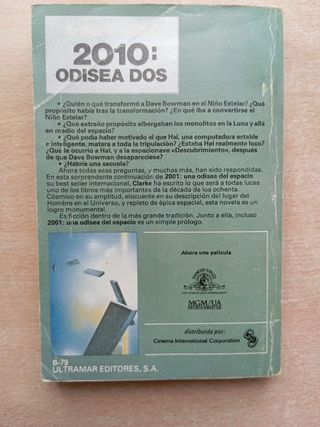 2010:
ODISEA DOS
• ¿Quién o qué transformó a Dave Bowman en el Niño Estelar? ¿Qué
propósito había tras la transformación? ¿En qué iba a convertirse el
Niño Estelar?
• ¿Qué extraño propósito albergaban los monolitos en la Luna y allá
en medio del espacio?
• ¿Qué podía haber motivado el que Hal, una computadora estable
e inteligente, matara a toda la tripulación? ¿Estaba Hal realmente loco?
¿Qué le ocurrió a Hal, y a la espacionave «Descubrimiento», después
de que Dave Bowman desapareciese?
• ¿Habría una secuela?
Ahora todas esas preguntas, y muchas más, han sido respondidas.
En esta sorprendente continuación de 2001: una odisea del espacio
su best seller internacional, Clarke ha escrito lo que será a todas luces
uno de los libros más importantes de la década de los ochenta.
Cósmico en su amplitud, elocuente en su descripción del lugar del
Hombre en el Universo, y repleto de épica espacial, esta novela es un
logro monumental.
Es ficción dentro de la más grande tradición. Junto a ella, incluso
2001: una odisea del espacio es un simple prólogo.
Ahora una película
MGM/UA
distribuida por:
Cinema International Corporation
B-79
ULTRAMAR EDITORES, S.A.